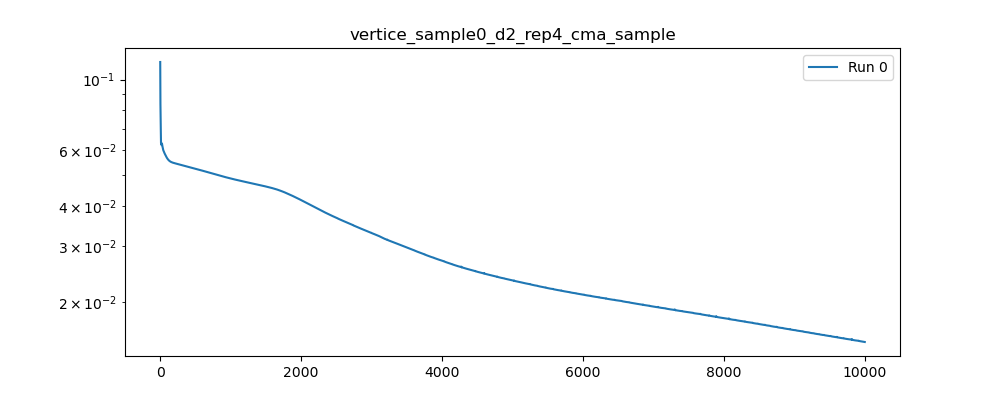 vertice_sample0_d2_rep4_cma_sample
Run 0
10⁻¹
6 × 10⁻²
4 × 10⁻²
3 × 10⁻²
2 × 10⁻²
0 2000 4000 6000 8000 10000